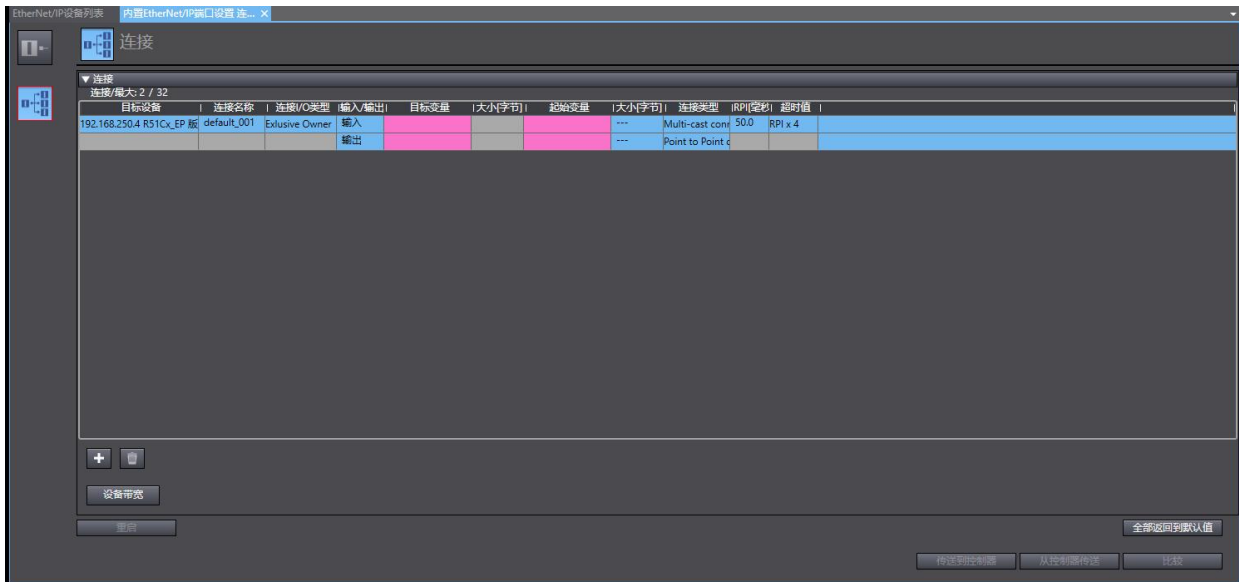 EtherNet/IP设备列表 内置EtherNet/IP端口设置 连... ×
连接
▼连接
连接/最大: 2 / 32
目标设备 连接名称 连接I/O类型 输入/输出 目标变量 大小[字节] 起始变量 大小[字节] 连接类型 RPI[毫秒] 超时值
192.168.250.4 R51Cx_EP 版 default_001 Exlusive Owner 输入 --- Multi-cast conn 50.0 RPI x 4
输出 --- Point to Point c
+
设备带宽
重启 全部返回到默认值
传送到控制器 从控制器传送 比较